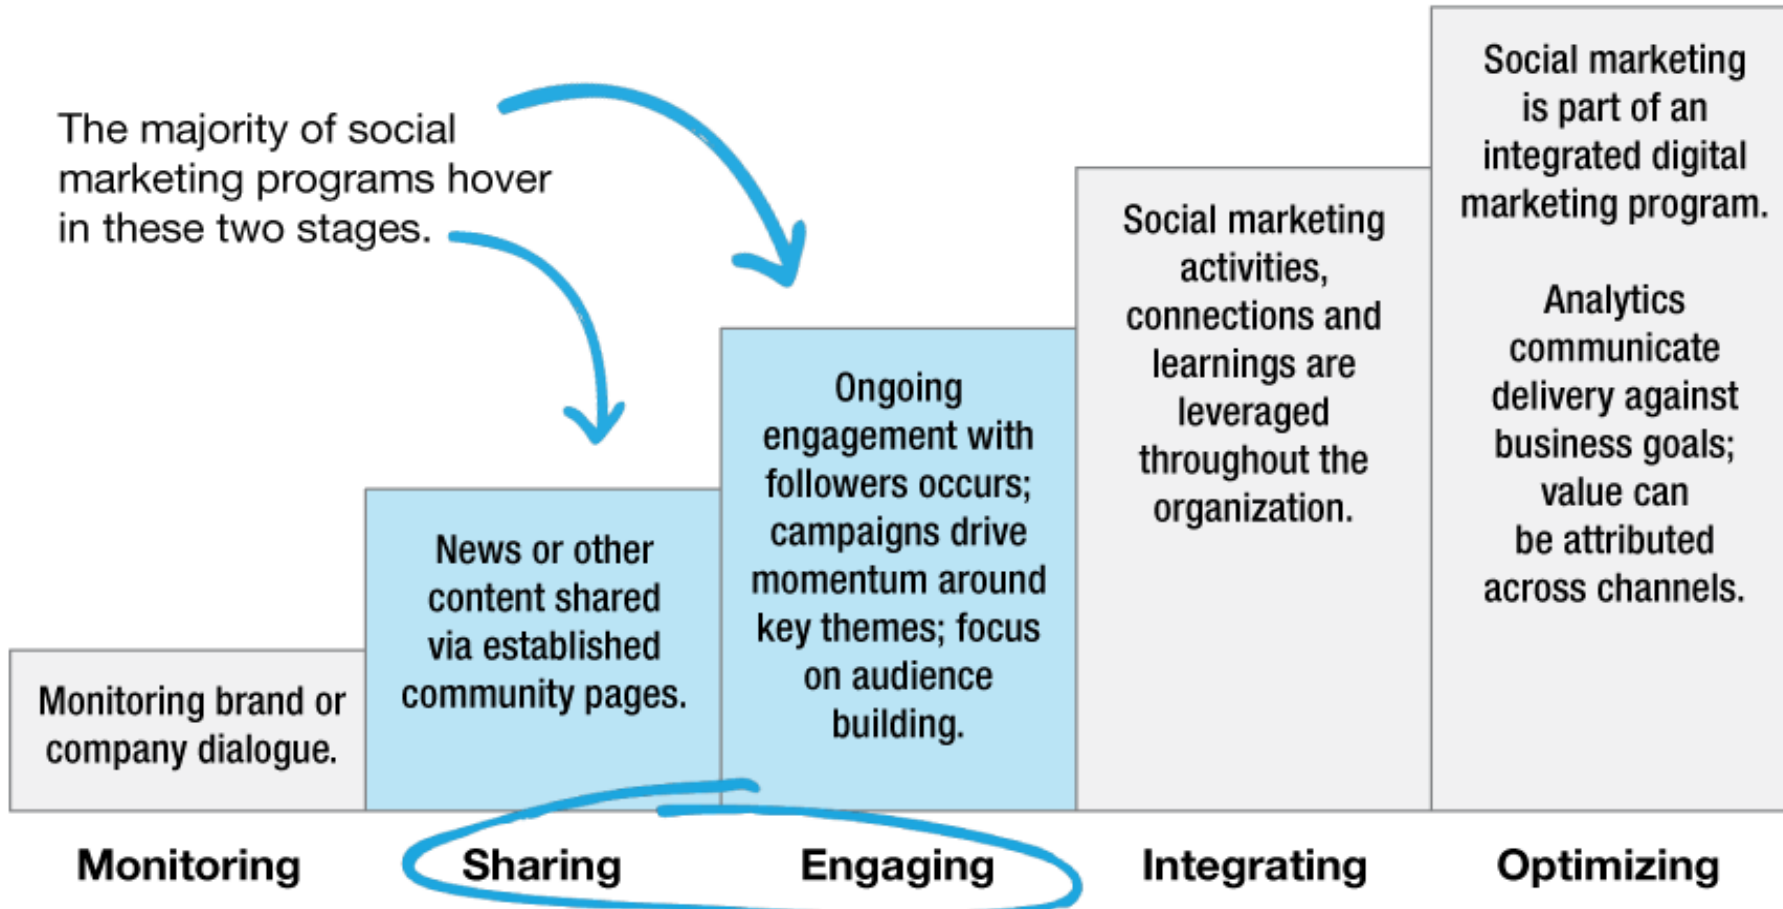 The majority of social
marketing programs hover
in these two stages.
Monitoring brand or
company dialogue.
News or other
content shared
via established
community pages.
Ongoing
engagement with
followers occurs;
campaigns drive
momentum around
key themes; focus
on audience
building.
Social marketing
activities,
connections and
learnings are
leveraged
throughout the
organization.
Social marketing
is part of an
integrated digital
marketing program.
Analytics
communicate
delivery against
business goals;
value can
be attributed
across channels.
Monitoring
Sharing
Engaging
Integrating
Optimizing